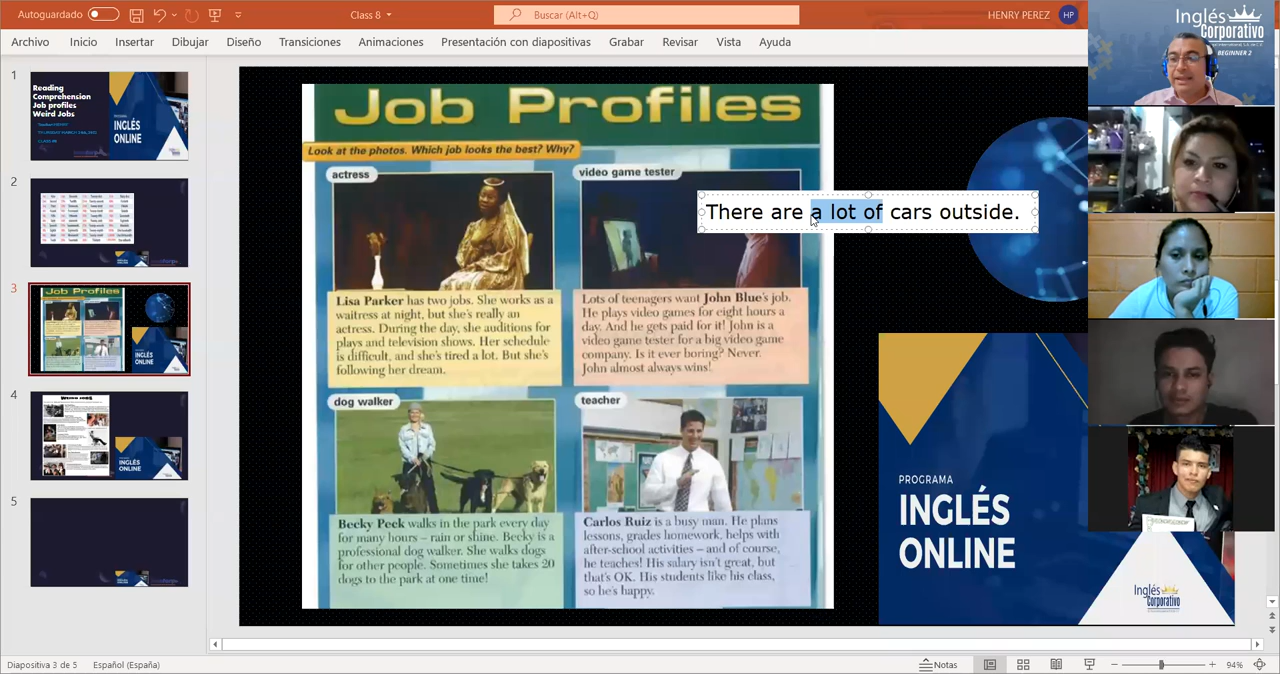 Autoguardado
Class 8
Buscar (Alt+Q)
HENRY PEREZ
HP
Archivo
Inicio
Insertar
Dibujar
Diseño
Transiciones
Animaciones
Presentación con diapositivas
Grabar
Revisar
Vista
Ayuda
Inglés
Corporativo
BEGINNER 2
1
Reading
Comprehension
Job profiles
Weird Jobs
INGLÉS
ONLINE
2
3
4
5
Job Profiles
Look at the photos. Which job looks the best? Why?
actress
video game tester
There are a lot of cars outside.
Lisa Parker has two jobs. She works as a
waitress at night, but she's really an
actress. During the day, she auditions for
plays and television shows. Her schedule
is difficult, and she's tired a lot. But she's
following her dream.
Lots of teenagers want John Blue's job.
He plays video games for eight hours a
day. And he gets paid for it! John is a
video game tester for a big video game
company. Is it ever boring? Never.
John almost always wins!
dog walker
teacher
Becky Peck walks in the park every day
for many hours – rain or shine. Becky is a
professional dog walker. She walks dogs
for other people. Sometimes she takes 20
dogs to the park at one time!
Carlos Ruiz is a busy man. He plans
lessons, grades homework, helps with
after-school activities – and of course,
he teaches! His salary isn't great, but
that's OK. His students like his class,
so he's happy.
PROGRAMA
INGLÉS
ONLINE
Inglés
Corporativo
Diapositiva 3 de 5
Español (España)
Notas
94%